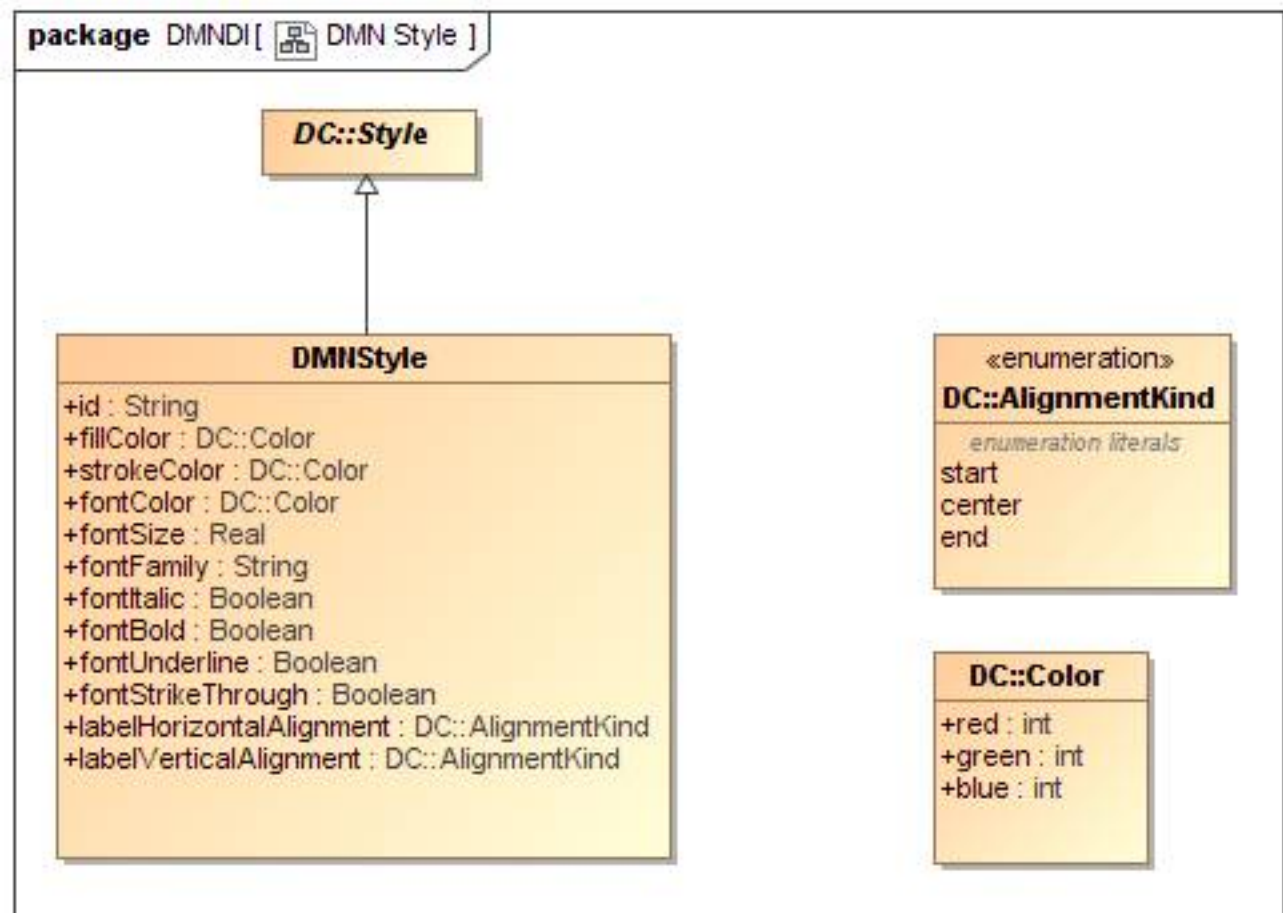 package DMNDI[ DMN Style ]
DC::Style
DMNStyle
+id : String
+fillColor : DC::Color
+strokeColor : DC::Color
+fontColor : DC::Color
+fontSize : Real
+fontFamily : String
+fontItalic : Boolean
+fontBold : Boolean
+fontUnderline : Boolean
+fontStrikeThrough : Boolean
+labelHorizontalAlignment : DC::AlignmentKind
+labelVerticalAlignment : DC::AlignmentKind
«enumeration»
DC::AlignmentKind
enumeration literals
start
center
end
DC::Color
+red : int
+green : int
+blue : int